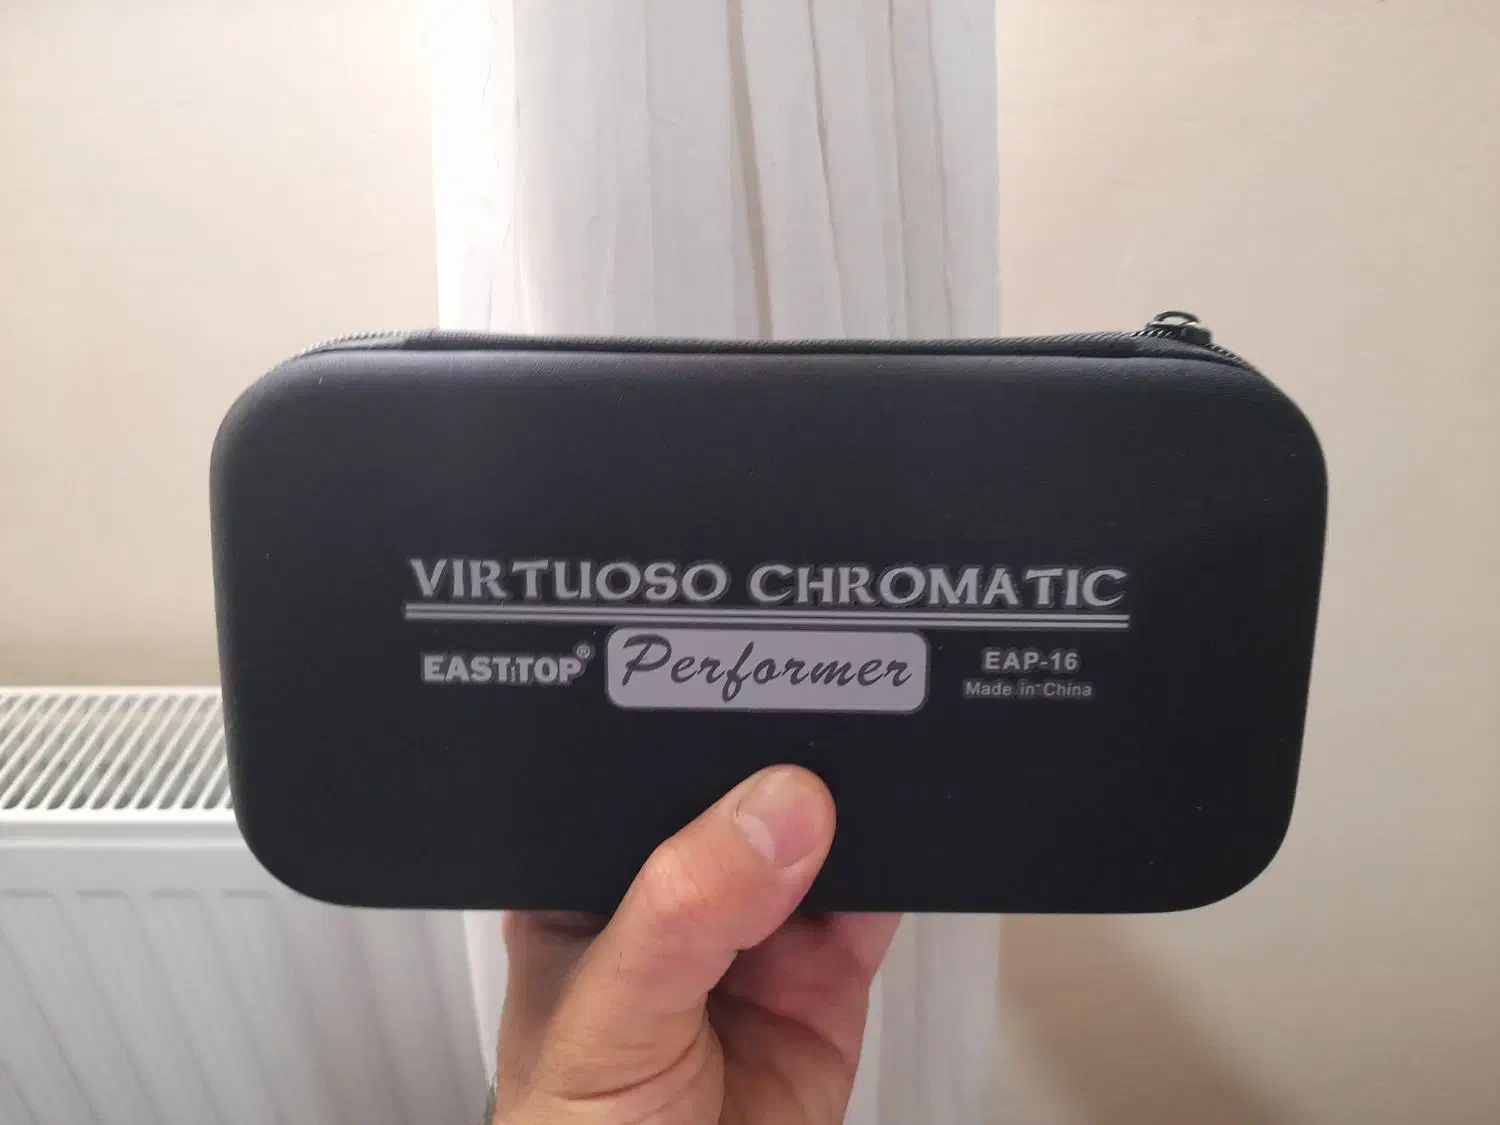 VIRTUOSO CHROMATIC
EASTTOP® Performer EAP-16
Made in China